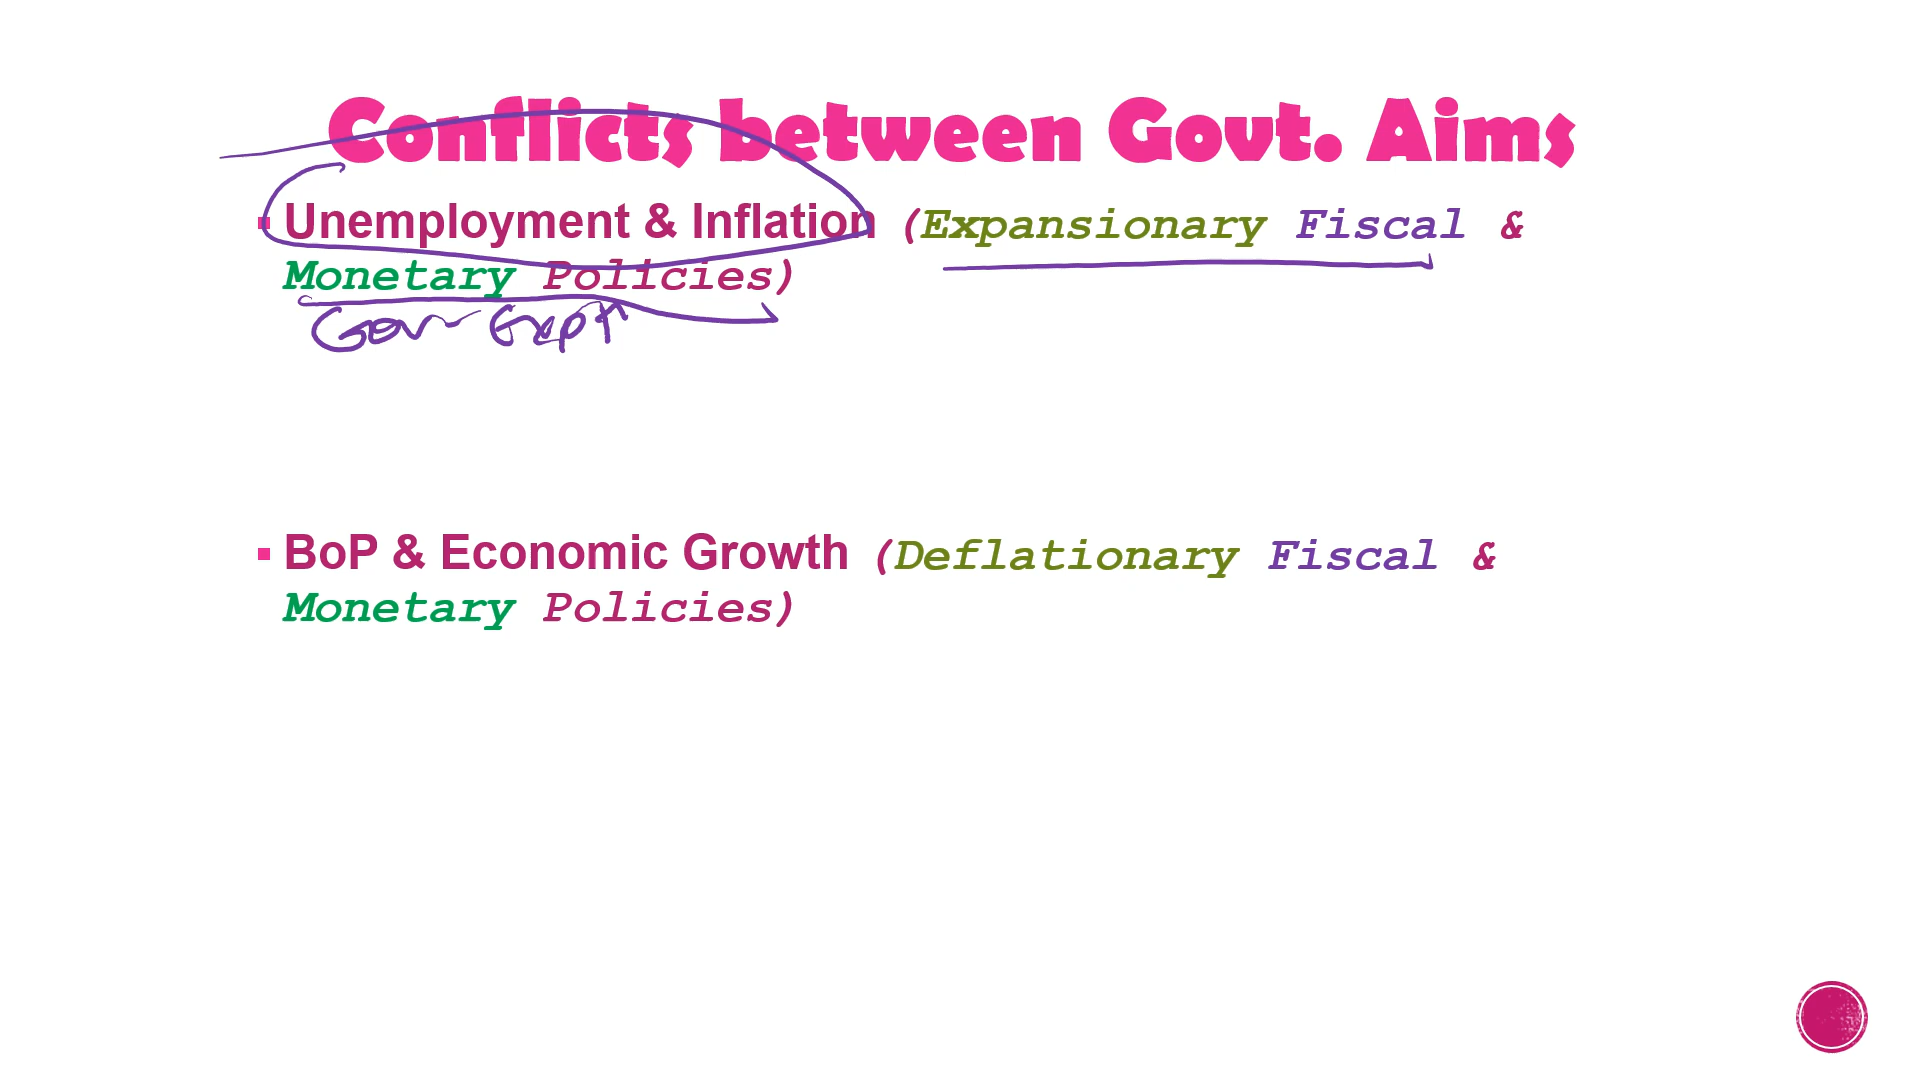 Conflicts between Govt. Aims
Unemployment & Inflation (Expansionary Fiscal &
Monetary Policies)
Gov Exp↑
BoP & Economic Growth (Deflationary Fiscal &
Monetary Policies)